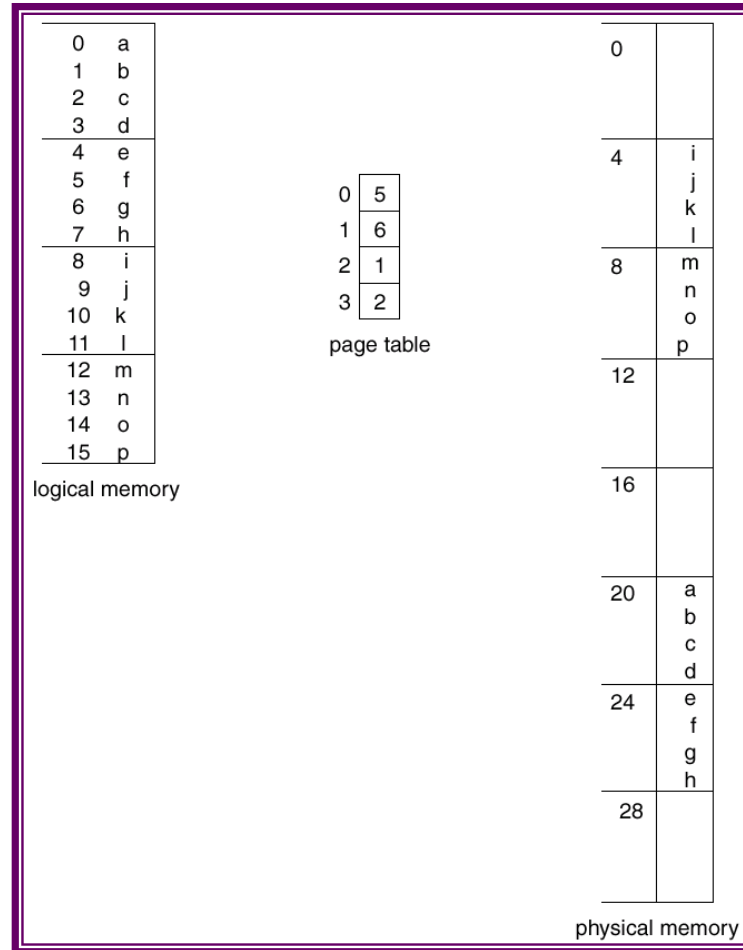 0 a
1 b
2 c
3 d
4 e
5 f
6 g
7 h
8 i
9 j
10 k
11 l
12 m
13 n
14 o
15 p
logical memory
0 5
1 6
2 1
3 2
page table
0
4 i
j
k
l
8 m
n
o
p
12
16
20 a
b
c
d
24 e
f
g
h
28
physical memory